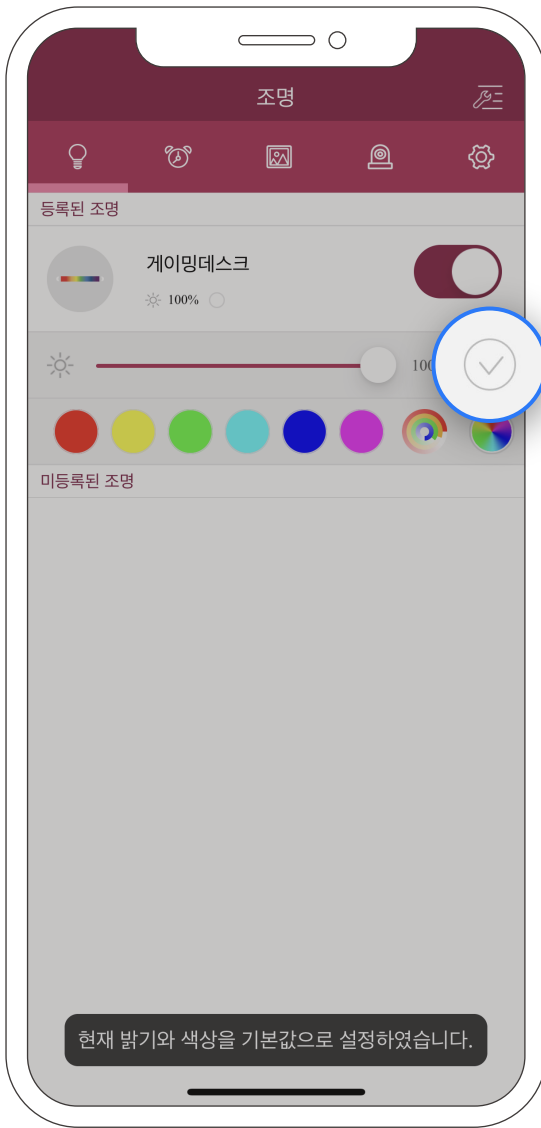 조명
등록된 조명
게이밍데스크
100%
100
미등록된 조명
현재 밝기와 색상을 기본값으로 설정하였습니다.